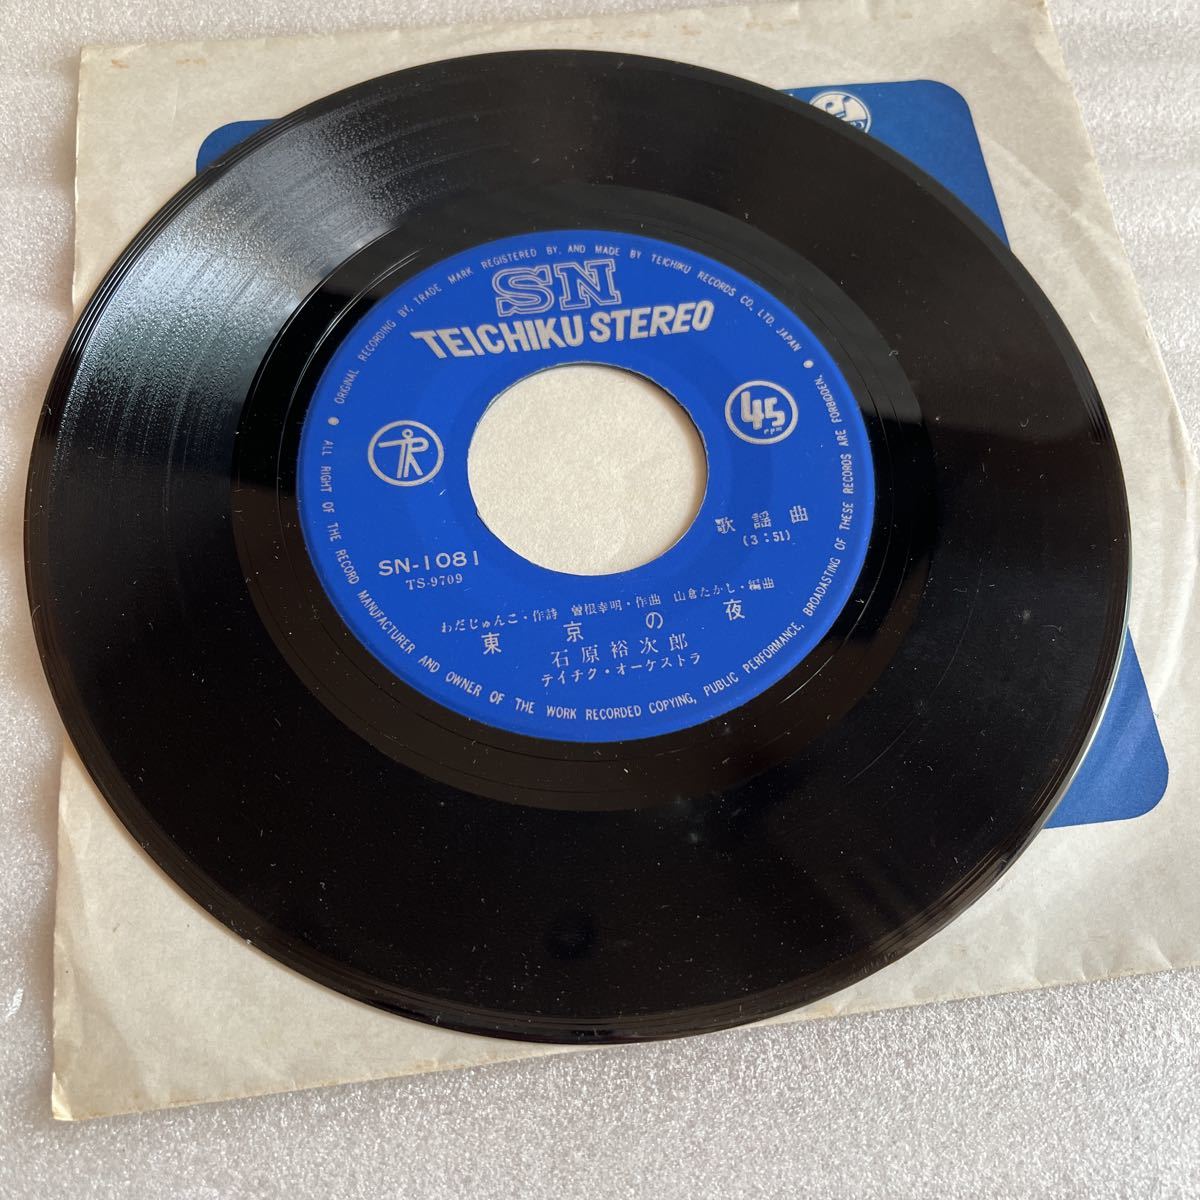 ORIGINAL RECORDING BY, TRADE MARK REGISTERED BY, AND MADE BY TEICHIKU RECORDS CO., LTD. JAPAN
SN
TEICHIKU STEREO
45
rpm
歌謡曲
(3:51)
SN-1081
TS-9709
わだじゅんこ・作詩 曽根幸明・作曲 山倉たかし・編曲
東京の夜
石原裕次郎
テイチク・オーケストラ
ALL RIGHT OF THE RECORD MANUFACTURER AND OWNER OF THE WORK RECORDED COPYING, PUBLIC PERFORMANCE, BROADASTING OF THESE RECORDS ARE FORBIDDEN.